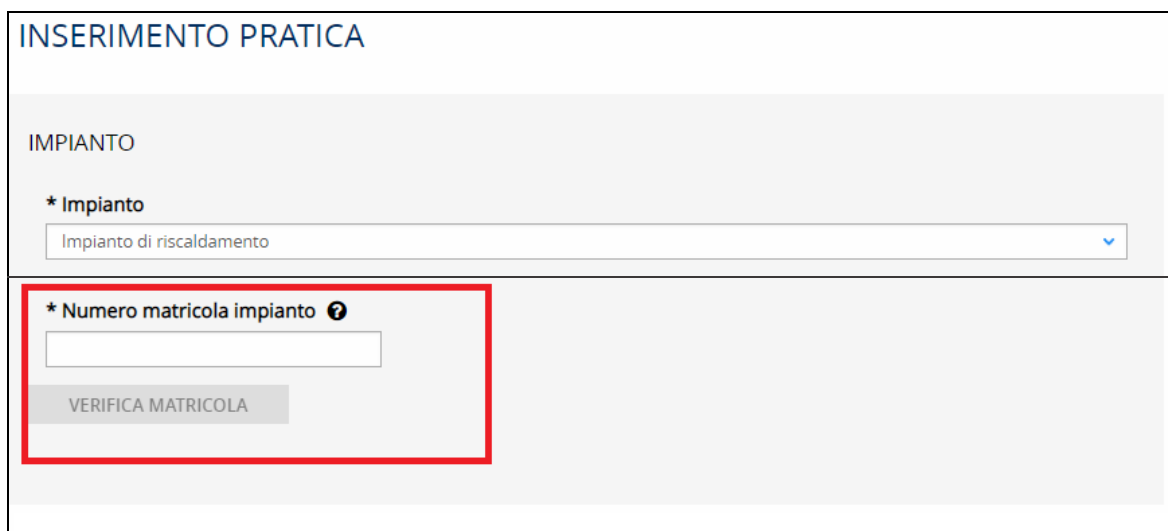 INSERIMENTO PRATICA
IMPIANTO
* Impianto
Impianto di riscaldamento
* Numero matricola impianto ?
VERIFICA MATRICOLA